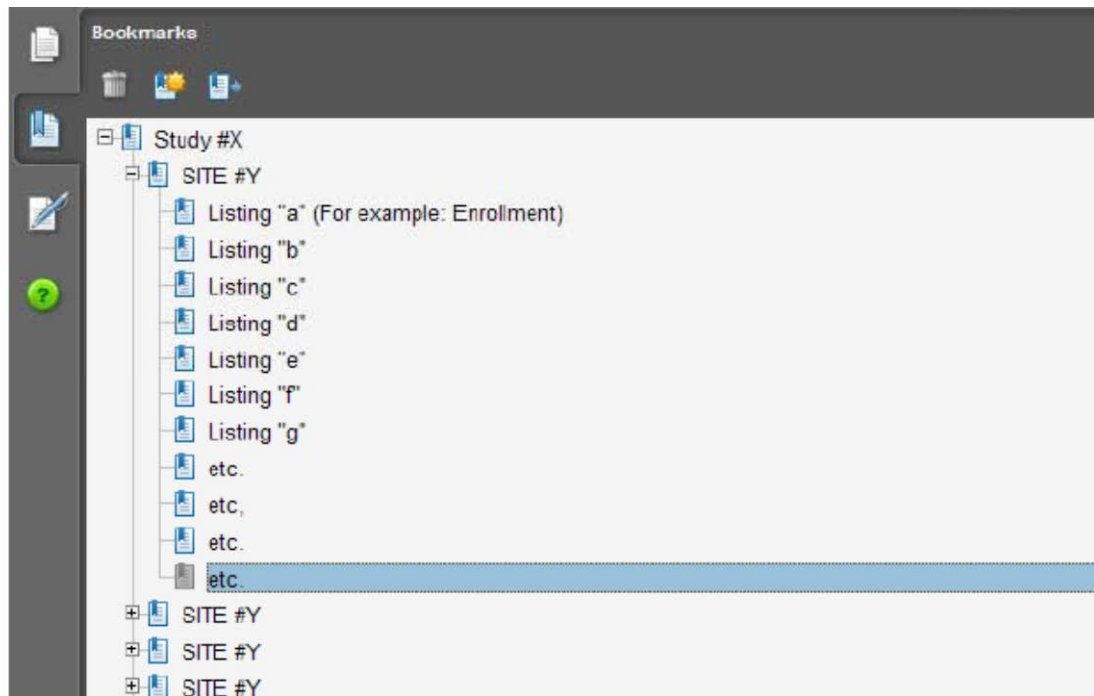 Bookmarks
Study #X
SITE #Y
Listing "a" (For example: Enrollment)
Listing "b"
Listing "c"
Listing "d"
Listing "e"
Listing "f"
Listing "g"
etc.
etc,
etc.
etc.
SITE #Y
SITE #Y
SITE #Y